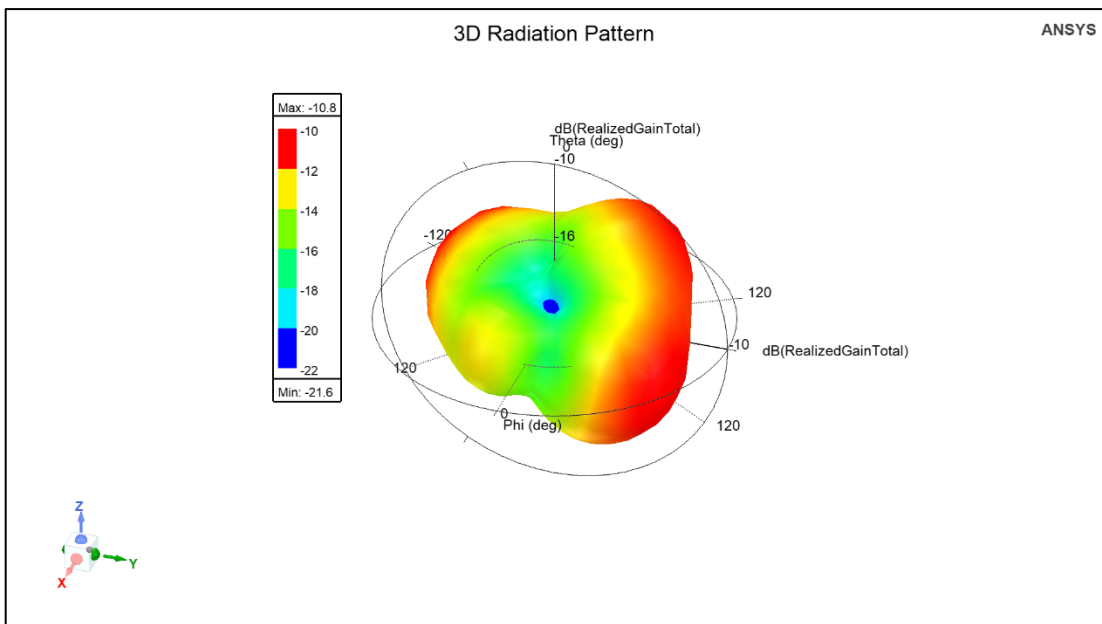 3D Radiation Pattern
ANSYS
Max: -10.8
-10
-12
-14
-16
-18
-20
-22
Min: -21.6
dB(RealizedGainTotal)
Theta (deg)
0
-10
-16
-120
120
-10
dB(RealizedGainTotal)
120
120
0
Phi (deg)
Z
Y
X